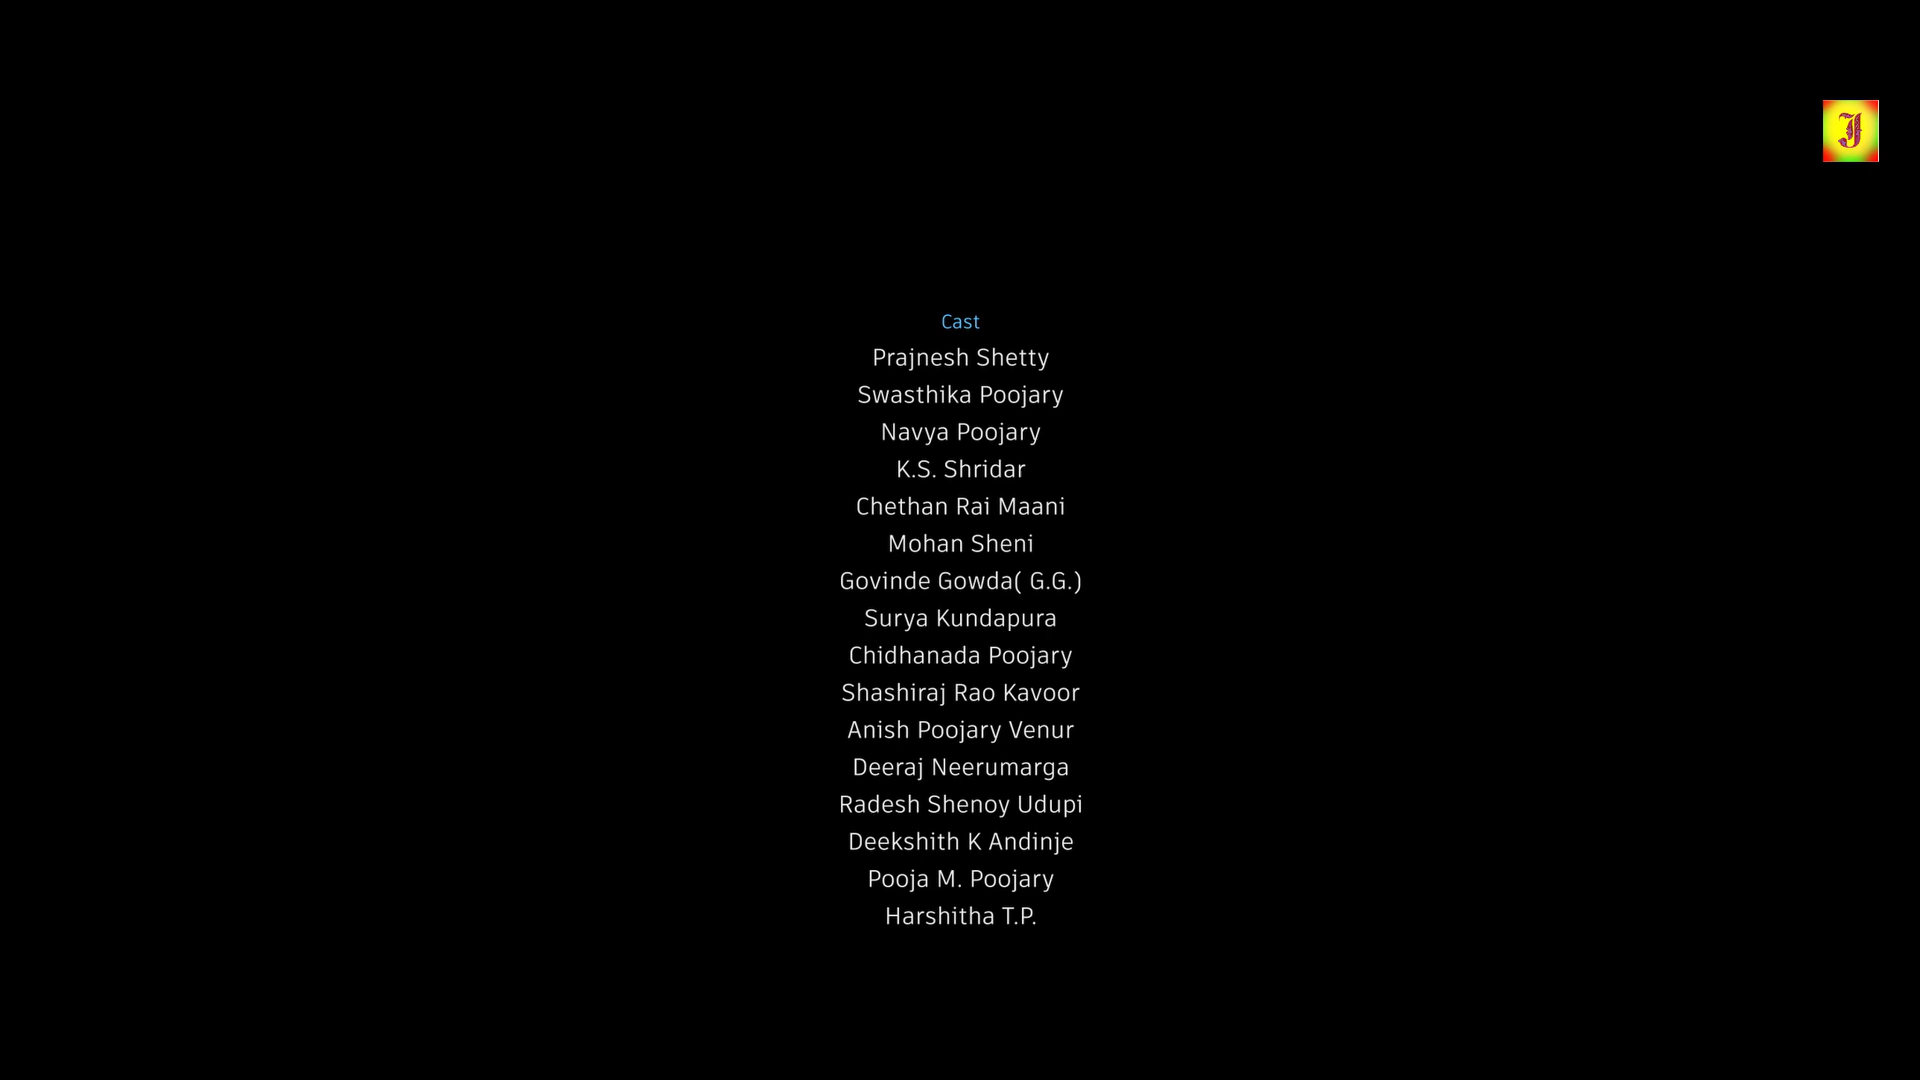 J
Cast
Prajnesh Shetty
Swasthika Poojary
Navya Poojary
K.S. Shridar
Chethan Rai Maani
Mohan Sheni
Govinde Gowda( G.G.)
Surya Kundapura
Chidhanada Poojary
Shashiraj Rao Kavoor
Anish Poojary Venur
Deeraj Neerumarga
Radesh Shenoy Udupi
Deekshith K Andinje
Pooja M. Poojary
Harshitha T.P.